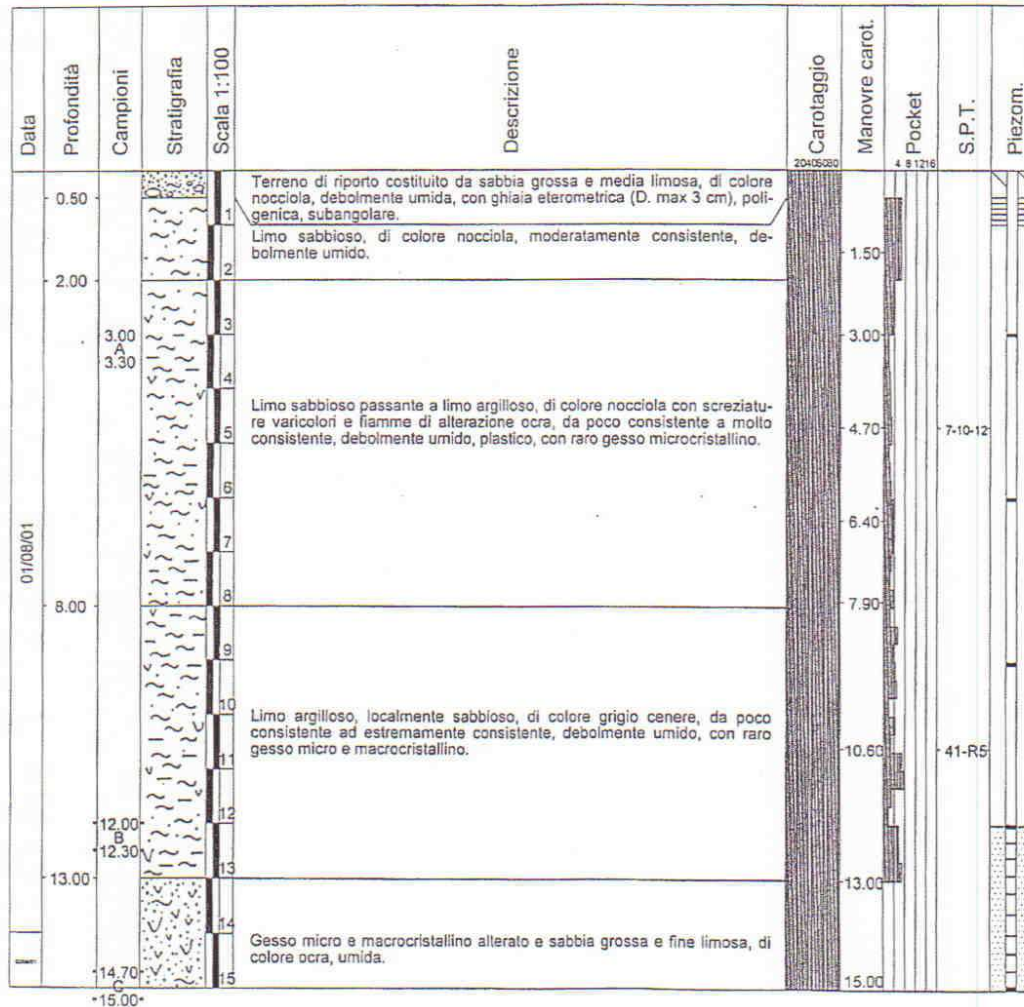 Data
Profondità
Campioni
Stratigrafia
Scala 1:100
Descrizione
Carotaggio
Manovre carot.
Pocket
S.P.T.
Piezom.
20406080
4 8 1216
Terreno di riporto costituito da sabbia grossa e media limosa, di colore
nocciola, debolmente umida, con ghiaia eterometrica (D. max 3 cm), poli-
genica, subangolare.
0.50
1
Limo sabbioso, di colore nocciola, moderatamente consistente, de-
bolmente umido.
1.50
2
2.00
3
3.00
A
3.30
3.00
4
Limo sabbioso passante a limo argilloso, di colore nocciola con screziatu-
re varicolori e fiamme di alterazione ocra, da poco consistente a molto
consistente, debolmente umido, plastico, con raro gesso microcristallino.
5
4.70
7-10-12
6
6.40
7
01/08/01
8
8.00
7.90
9
10
Limo argilloso, localmente sabbioso, di colore grigio cenere, da poco
consistente ad estremamente consistente, debolmente umido, con raro
gesso micro e macrocristallino.
11
10.60
41-R5
12
12.00
B
12.30
13
13.00
13.00
14
Gesso micro e macrocristallino alterato e sabbia grossa e fine limosa, di
colore ocra, umida.
14.70
C
15.00
15
15.00